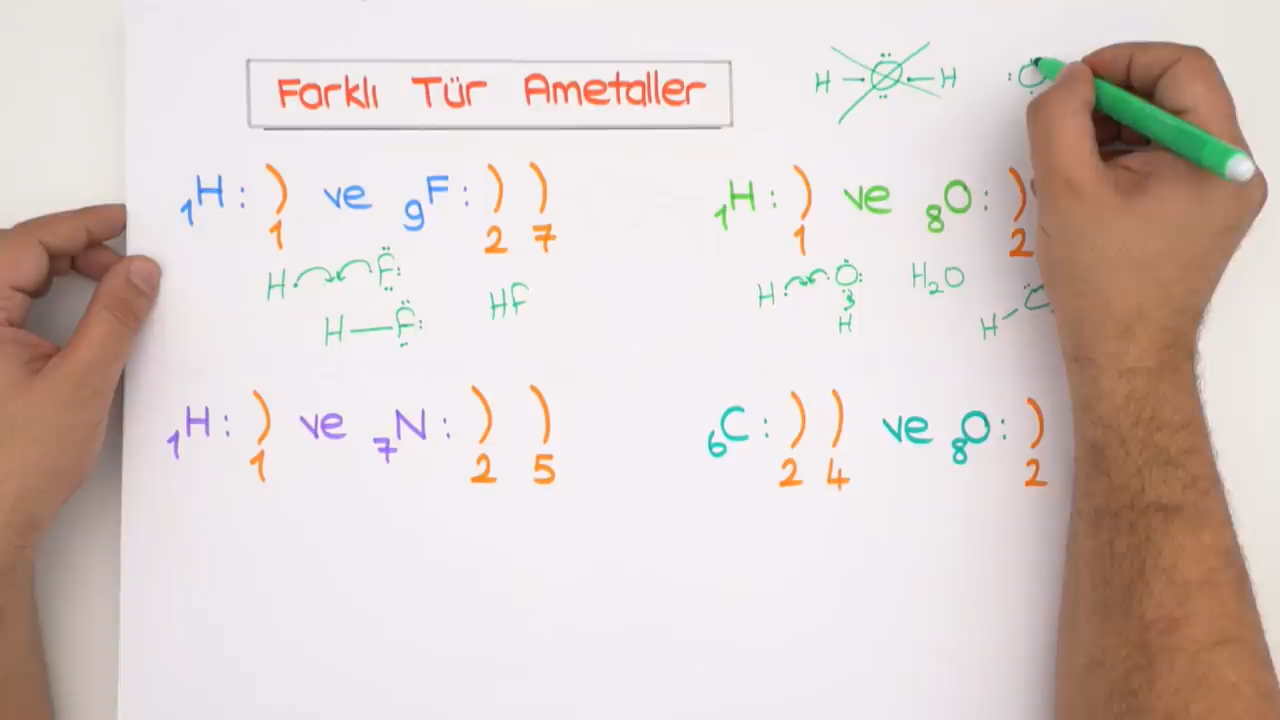 Farklı Tür Ametaller
H — O — H
:O
₁H: ) ve ₉F: ) )
1 2 7
₁H: ) ve ₈O: )
1 2
H F:
H — F:
HF
H O:
H
H₂O
H O
₁H: ) ve ₇N: ) )
1 2 5
₆C: ) ) ve ₈O: )
2 4 2